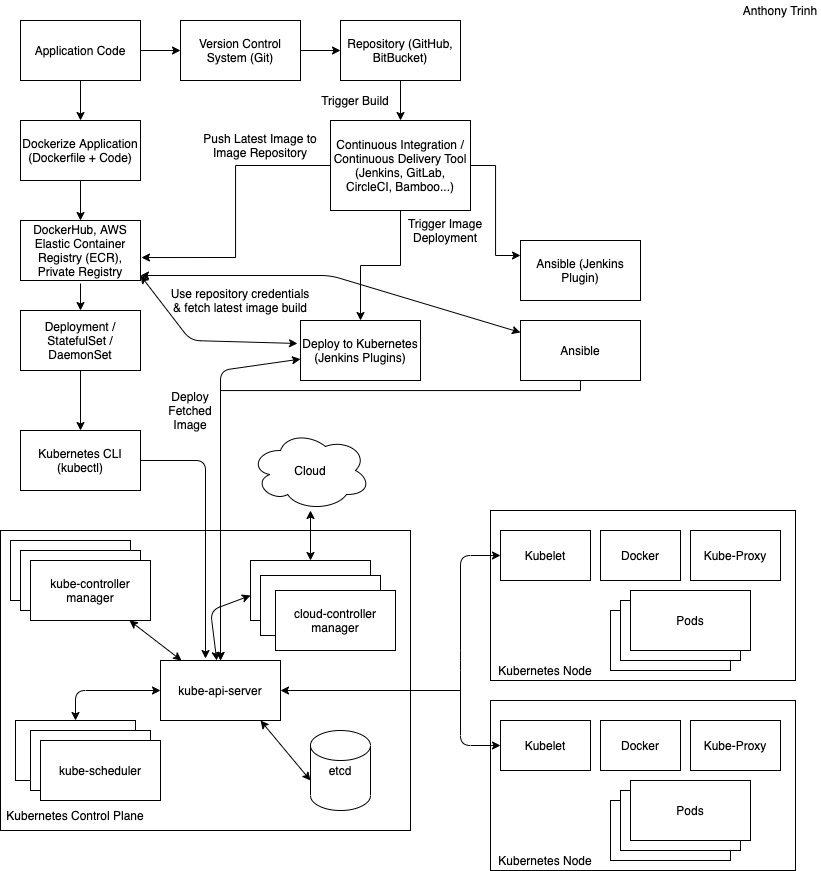 Anthony Trinh
Application Code
Version Control
System (Git)
Repository (GitHub,
BitBucket)
Trigger Build
Dockerize Application
(Dockerfile + Code)
Push Latest Image to
Image Repository
Continuous Integration /
Continuous Delivery Tool
(Jenkins, GitLab,
CircleCI, Bamboo...)
DockerHub, AWS
Elastic Container
Registry (ECR),
Private Registry
Trigger Image
Deployment
Ansible (Jenkins
Plugin)
Use repository credentials
& fetch latest image build
Deployment /
StatefulSet /
DaemonSet
Deploy to Kubernetes
(Jenkins Plugins)
Ansible
Deploy
Fetched
Image
Kubernetes CLI
(kubectl)
Cloud
kube-controller
manager
cloud-controller
manager
kube-api-server
kube-scheduler
etcd
Kubernetes Control Plane
Kubelet
Docker
Kube-Proxy
Pods
Kubernetes Node
Kubelet
Docker
Kube-Proxy
Pods
Kubernetes Node